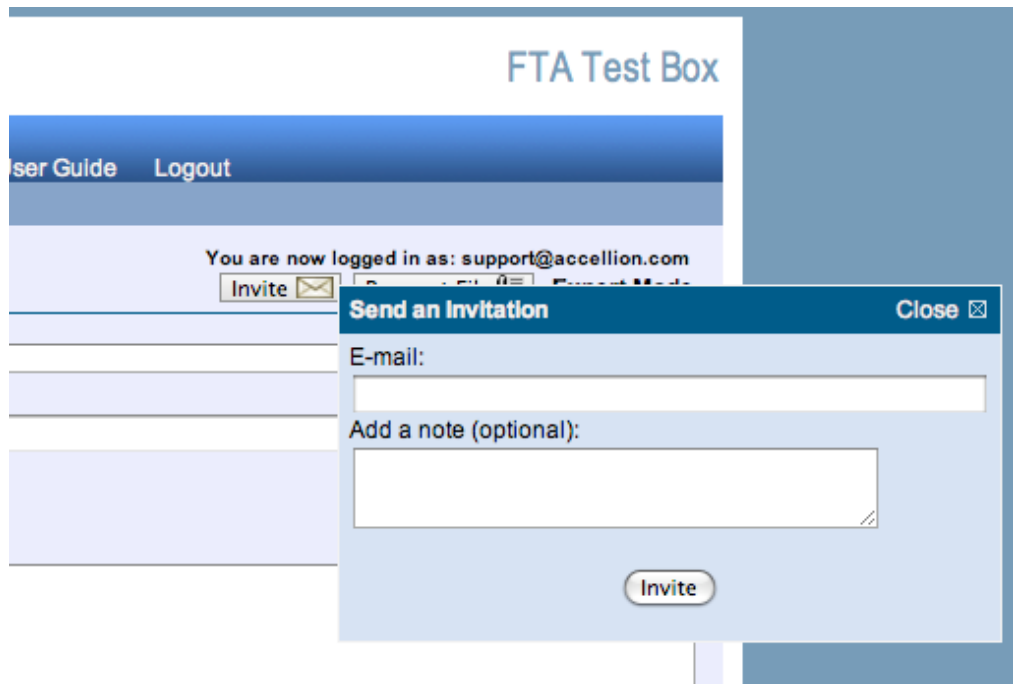 FTA Test Box
User Guide Logout
You are now logged in as: support@accellion.com
Invite
Send an Invitation Close
E-mail:
Add a note (optional):
Invite